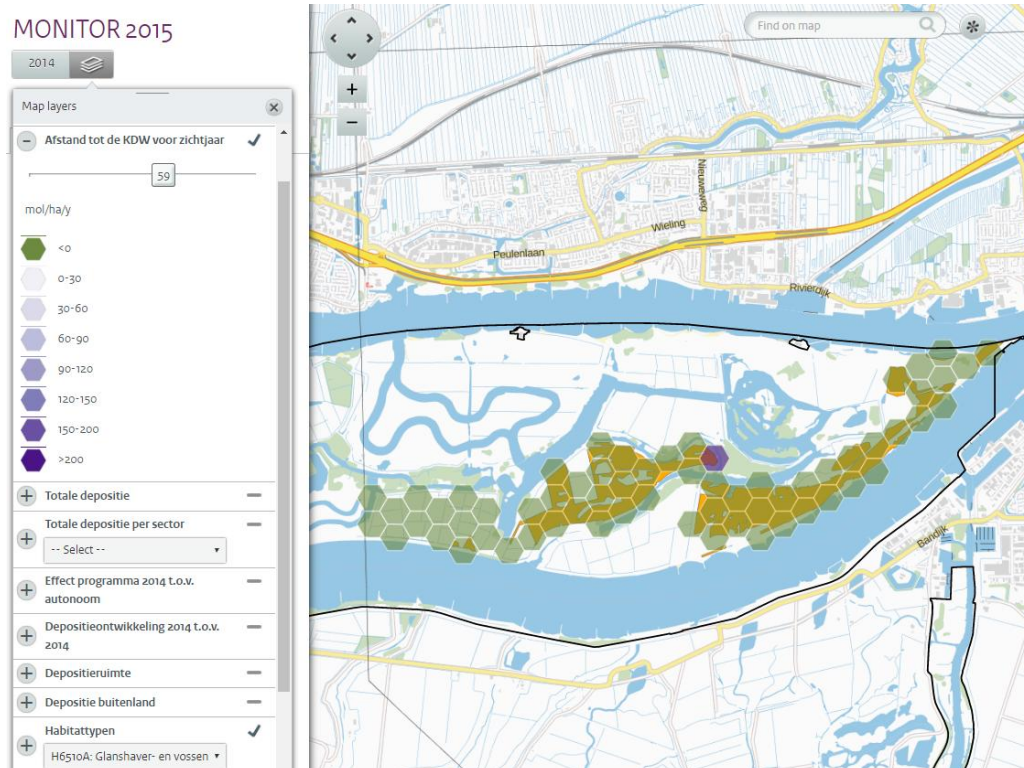 MONITOR 2015
2014
Map layers
Afstand tot de KDW voor zichtjaar
59
mol/ha/y
<0
0-30
30-60
60-90
90-120
120-150
150-200
>200
Totale depositie
Totale depositie per sector
-- Select --
Effect programma 2014 t.o.v.
autonoom
Depositieontwikkeling 2014 t.o.v.
2014
Depositieruimte
Depositie buitenland
Habitattypen
H6510A: Glanshaver- en vossen
Find on map
Nieuweweg
Wieling
Peulenlaan
Rivierdijk
Bandijk